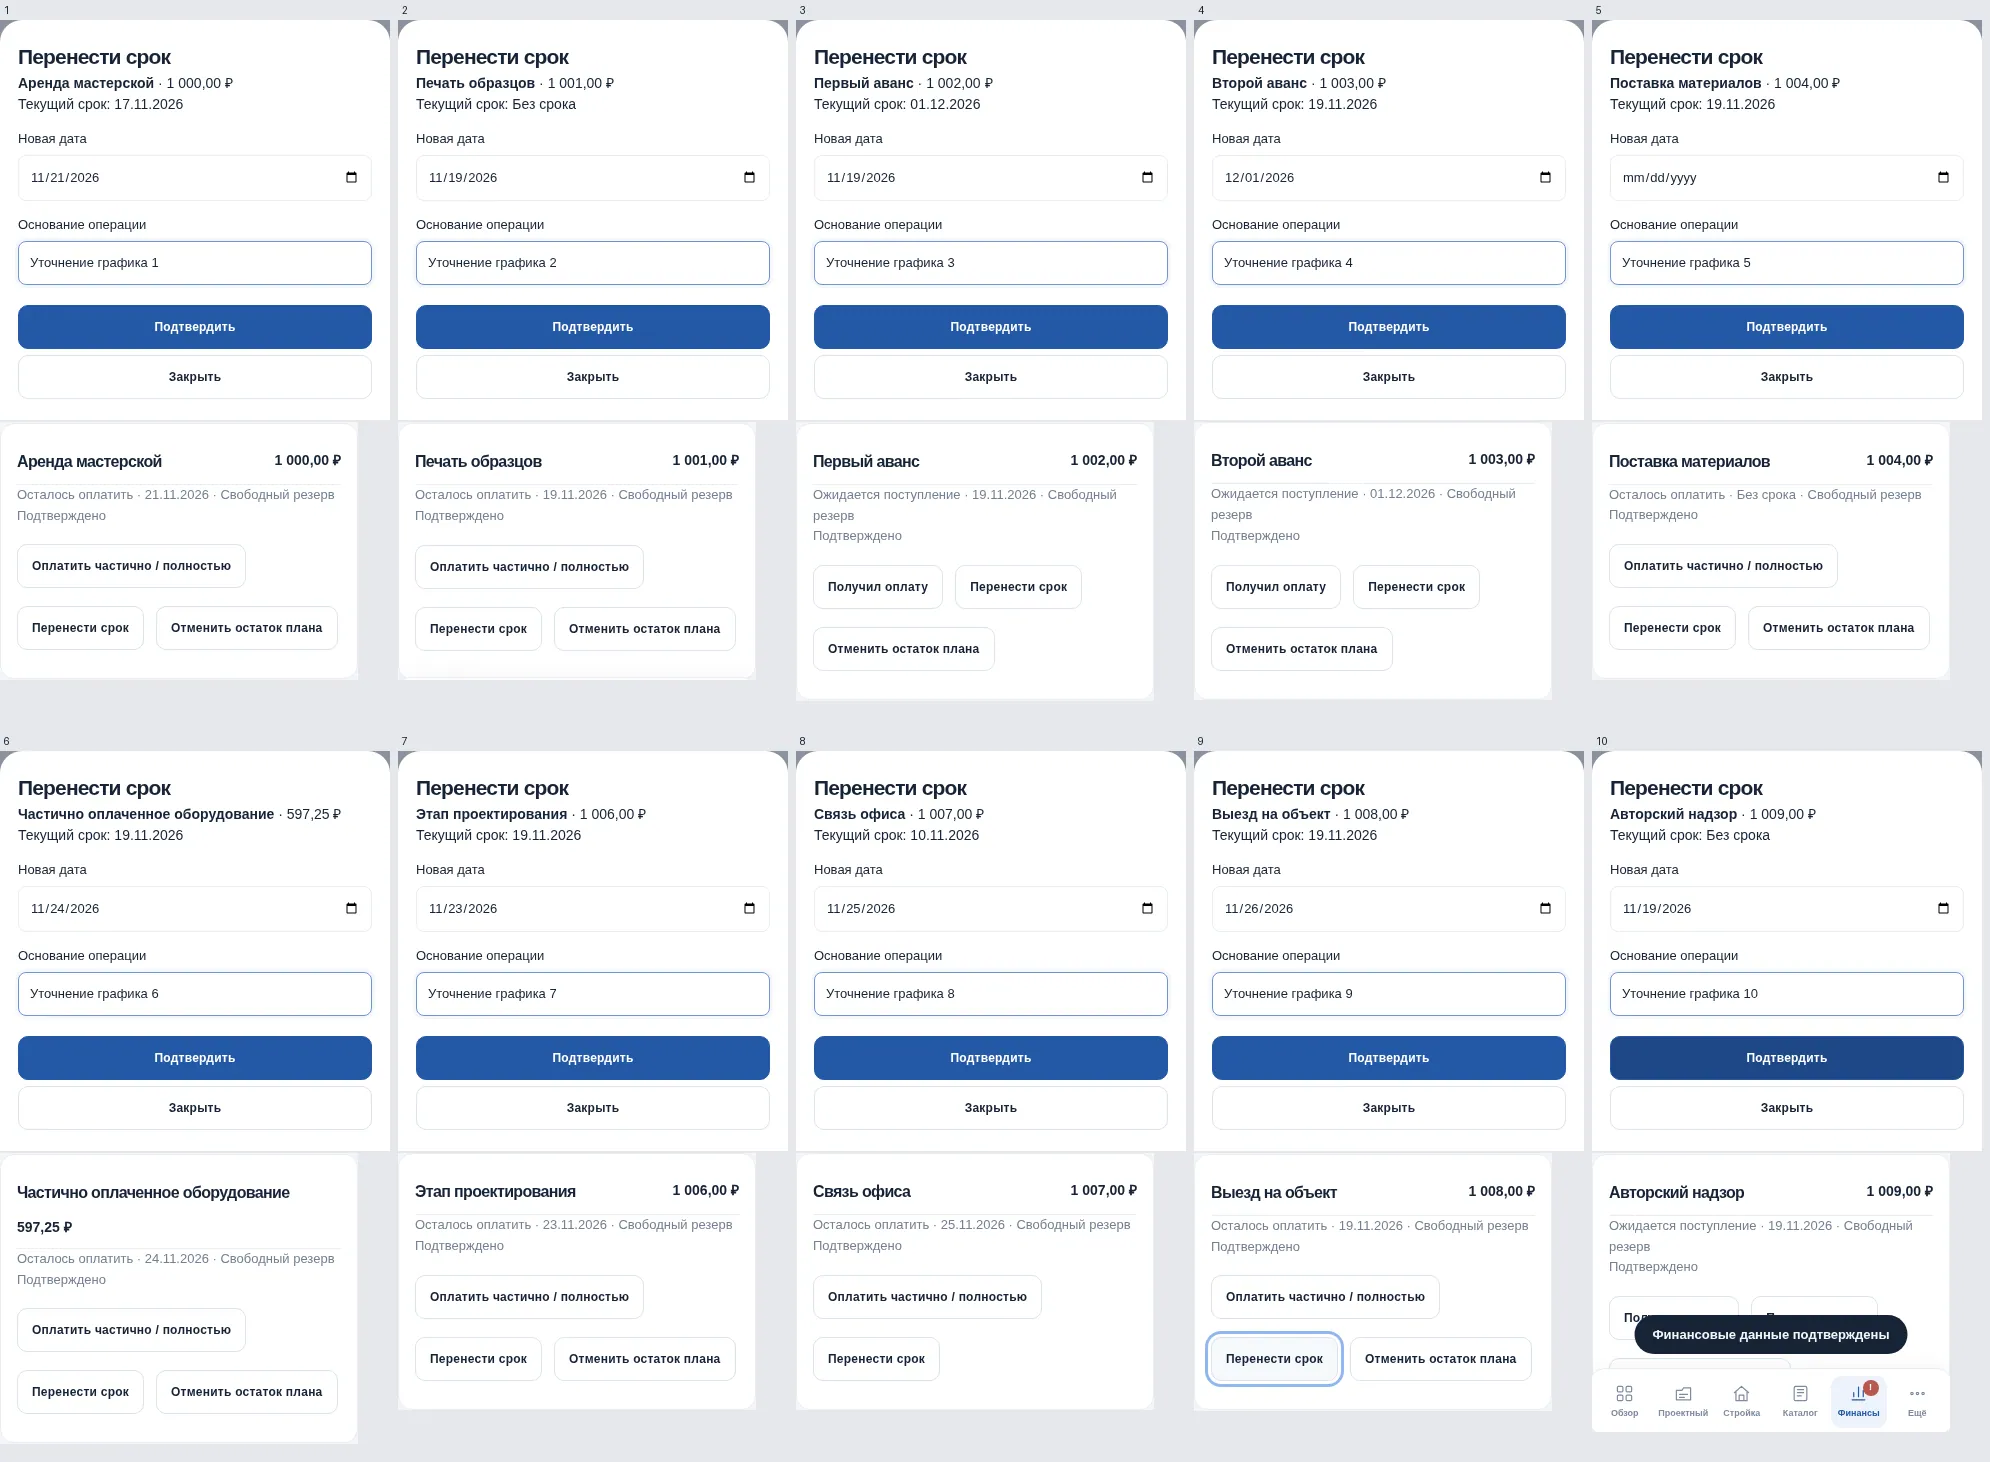 1
Перенести срок
Аренда мастерской · 1 000,00 ₽
Текущий срок: 17.11.2026
Новая дата
11/21/2026
Основание операции
Уточнение графика 1
Подтвердить
Закрыть
Аренда мастерской 1 000,00 ₽
Осталось оплатить · 21.11.2026 · Свободный резерв
Подтверждено
Оплатить частично / полностью
Перенести срок Отменить остаток плана
2
Перенести срок
Печать образцов · 1 001,00 ₽
Текущий срок: Без срока
Новая дата
11/19/2026
Основание операции
Уточнение графика 2
Подтвердить
Закрыть
Печать образцов 1 001,00 ₽
Осталось оплатить · 19.11.2026 · Свободный резерв
Подтверждено
Оплатить частично / полностью
Перенести срок Отменить остаток плана
3
Перенести срок
Первый аванс · 1 002,00 ₽
Текущий срок: 01.12.2026
Новая дата
11/19/2026
Основание операции
Уточнение графика 3
Подтвердить
Закрыть
Первый аванс 1 002,00 ₽
Ожидается поступление · 19.11.2026 · Свободный
резерв
Подтверждено
Получил оплату Перенести срок
Отменить остаток плана
4
Перенести срок
Второй аванс · 1 003,00 ₽
Текущий срок: 19.11.2026
Новая дата
12/01/2026
Основание операции
Уточнение графика 4
Подтвердить
Закрыть
Второй аванс 1 003,00 ₽
Ожидается поступление · 01.12.2026 · Свободный
резерв
Подтверждено
Получил оплату Перенести срок
Отменить остаток плана
5
Перенести срок
Поставка материалов · 1 004,00 ₽
Текущий срок: 19.11.2026
Новая дата
mm/dd/yyyy
Основание операции
Уточнение графика 5
Подтвердить
Закрыть
Поставка материалов 1 004,00 ₽
Осталось оплатить · Без срока · Свободный резерв
Подтверждено
Оплатить частично / полностью
Перенести срок Отменить остаток плана
6
Перенести срок
Частично оплаченное оборудование · 597,25 ₽
Текущий срок: 19.11.2026
Новая дата
11/24/2026
Основание операции
Уточнение графика 6
Подтвердить
Закрыть
Частично оплаченное оборудование
597,25 ₽
Осталось оплатить · 24.11.2026 · Свободный резерв
Подтверждено
Оплатить частично / полностью
Перенести срок Отменить остаток плана
7
Перенести срок
Этап проектирования · 1 006,00 ₽
Текущий срок: 19.11.2026
Новая дата
11/23/2026
Основание операции
Уточнение графика 7
Подтвердить
Закрыть
Этап проектирования 1 006,00 ₽
Осталось оплатить · 23.11.2026 · Свободный резерв
Подтверждено
Оплатить частично / полностью
Перенести срок Отменить остаток плана
8
Перенести срок
Связь офиса · 1 007,00 ₽
Текущий срок: 10.11.2026
Новая дата
11/25/2026
Основание операции
Уточнение графика 8
Подтвердить
Закрыть
Связь офиса 1 007,00 ₽
Осталось оплатить · 25.11.2026 · Свободный резерв
Подтверждено
Оплатить частично / полностью
Перенести срок
9
Перенести срок
Выезд на объект · 1 008,00 ₽
Текущий срок: 19.11.2026
Новая дата
11/26/2026
Основание операции
Уточнение графика 9
Подтвердить
Закрыть
Выезд на объект 1 008,00 ₽
Осталось оплатить · 19.11.2026 · Свободный резерв
Подтверждено
Оплатить частично / полностью
Перенести срок Отменить остаток плана
10
Перенести срок
Авторский надзор · 1 009,00 ₽
Текущий срок: Без срока
Новая дата
11/19/2026
Основание операции
Уточнение графика 10
Подтвердить
Закрыть
Авторский надзор 1 009,00 ₽
Ожидается поступление · 19.11.2026 · Свободный
резерв
Подтверждено
Финансовые данные подтверждены
!
Обзор Проектный Стройка Каталог Финансы Ещё